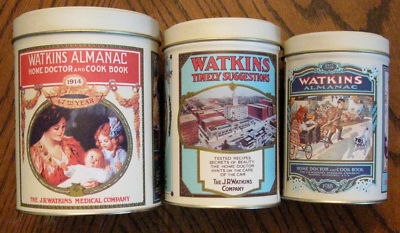 WATKINS ALMANAC
HOME DOCTOR AND COOK BOOK
1914
47TH YEAR
THE J.R. WATKINS MEDICAL COMPANY
WATKINS
TIMELY SUGGESTIONS
TESTED RECIPES
SECRETS OF BEAUTY
THE HOME DOCTOR
HINTS ON THE CARE
OF THE CAR
THE J.R. WATKINS
COMPANY
WATKINS
ALMANAC
HOME DOCTOR AND COOK BOOK